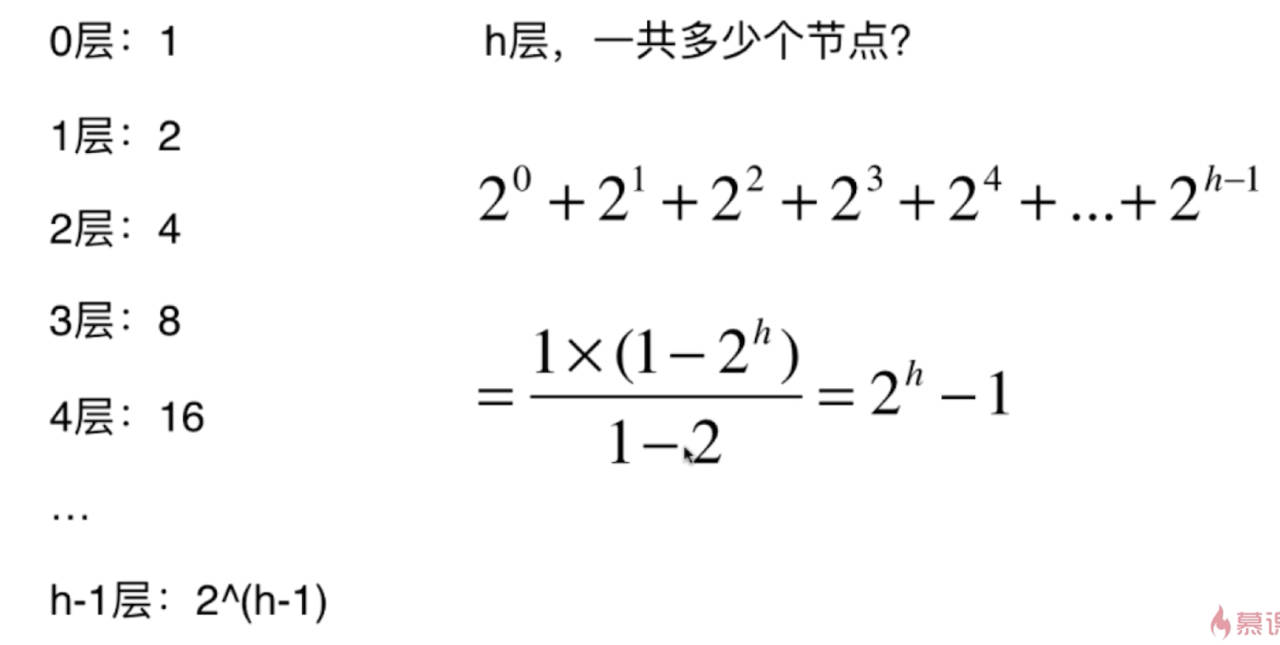 0层：1
1层：2
2层：4
3层：8
4层：16
...
h-1层：2^(h-1)
h层，一共多少个节点？
2^0 + 2^1 + 2^2 + 2^3 + 2^4 + ... + 2^{h-1}
= \frac{1×(1-2^h)}{1-2} = 2^h - 1
慕